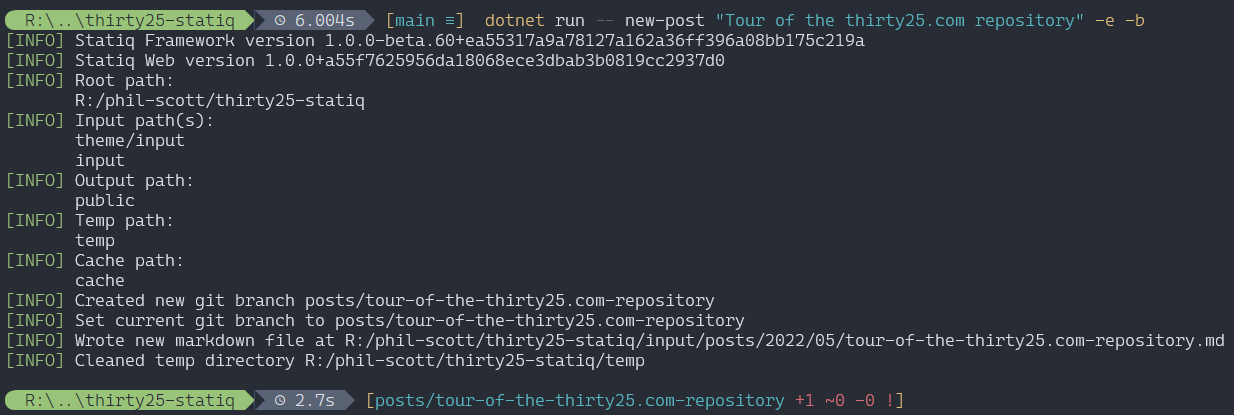 R:\..\thirty25-statiq 6.004s [main ≡] dotnet run -- new-post "Tour of the thirty25.com repository" -e -b
[INFO] Statiq Framework version 1.0.0-beta.60+ea55317a9a78127a162a36ff396a08bb175c219a
[INFO] Statiq Web version 1.0.0+a55f7625956da18068ece3dbab3b0819cc2937d0
[INFO] Root path:
R:/phil-scott/thirty25-statiq
[INFO] Input path(s):
theme/input
input
[INFO] Output path:
public
[INFO] Temp path:
temp
[INFO] Cache path:
cache
[INFO] Created new git branch posts/tour-of-the-thirty25.com-repository
[INFO] Set current git branch to posts/tour-of-the-thirty25.com-repository
[INFO] Wrote new markdown file at R:/phil-scott/thirty25-statiq/input/posts/2022/05/tour-of-the-thirty25.com-repository.md
[INFO] Cleaned temp directory R:/phil-scott/thirty25-statiq/temp
R:\..\thirty25-statiq 2.7s [posts/tour-of-the-thirty25.com-repository +1 ~0 -0 !]